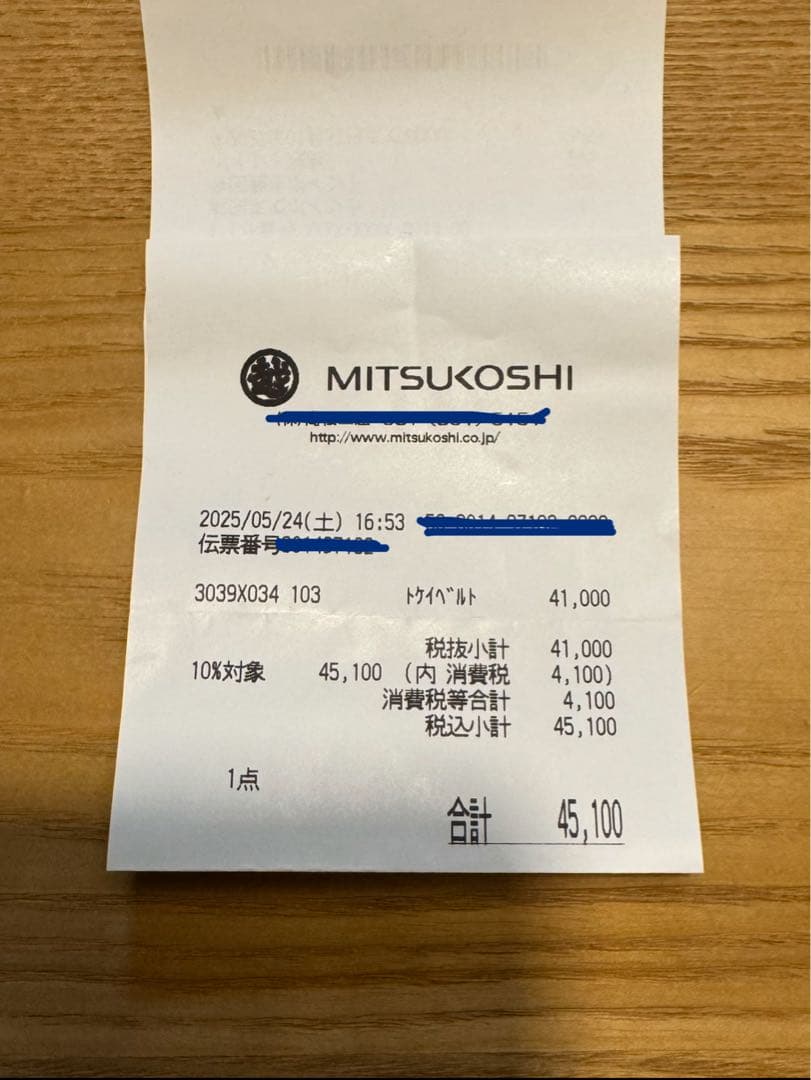 越 MITSUKOSHI
http://www.mitsukoshi.co.jp/
2025/05/24(土) 16:53
伝票番号
3039X034 103 ﾄｹｲﾍﾞﾙﾄ 41,000
税抜小計 41,000
10%対象 45,100 (内 消費税 4,100)
消費税等合計 4,100
税込小計 45,100
1点
合計 45,100